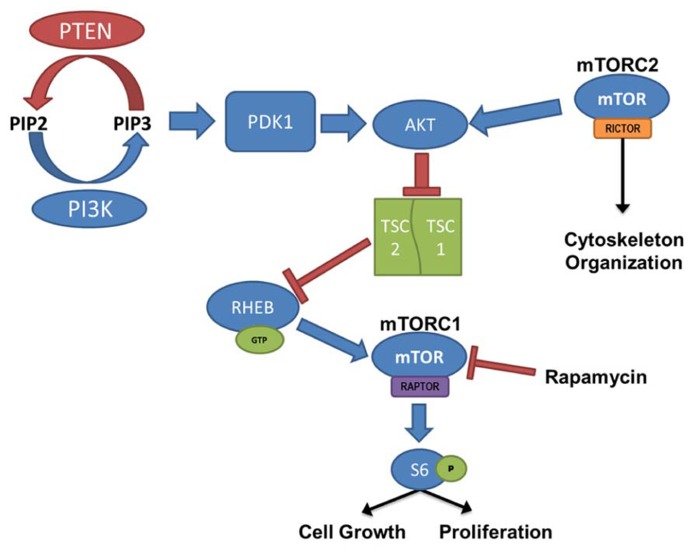 PTEN
PIP2
PIP3
PI3K
PDK1
AKT
mTORC2
mTOR
RICTOR
Cytoskeleton
Organization
TSC
2
TSC
1
RHEB
GTP
mTORC1
mTOR
RAPTOR
Rapamycin
S6
P
Cell Growth
Proliferation